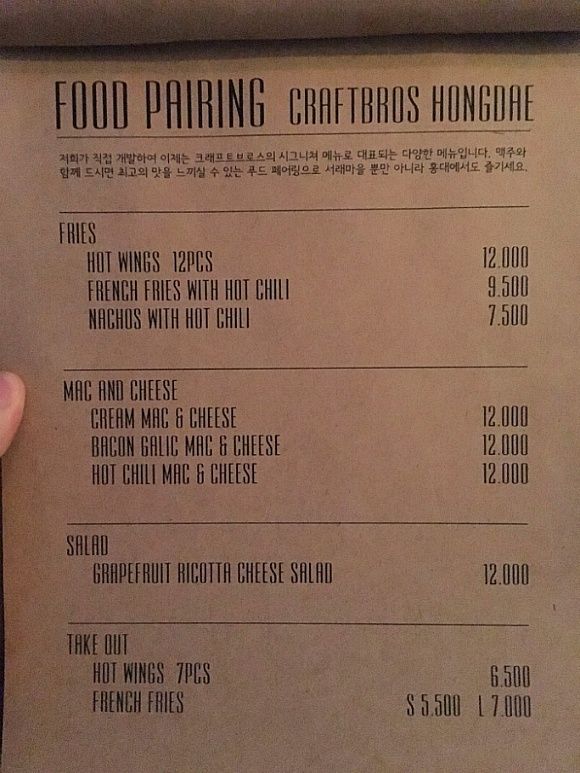 FOOD PAIRING CRAFTBROS HONGDAE
저희가 직접 개발하여 이제는 크래프트브로스의 시그니쳐 메뉴로 대표되는 다양한 메뉴입니다. 맥주와
함께 드시면 최고의 맛을 느끼실 수 있는 푸드 페어링으로 서래마을 뿐만 아니라 홍대에서도 즐기세요.
FRIES
HOT WINGS 12PCS 12.000
FRENCH FRIES WITH HOT CHILI 9.500
NACHOS WITH HOT CHILI 7.500
MAC AND CHEESE
CREAM MAC & CHEESE 12.000
BACON GALIC MAC & CHEESE 12.000
HOT CHILI MAC & CHEESE 12.000
SALAD
GRAPEFRUIT RICOTTA CHEESE SALAD 12.000
TAKE OUT
HOT WINGS 7PCS 6.500
FRENCH FRIES S 5.500 L 7.000